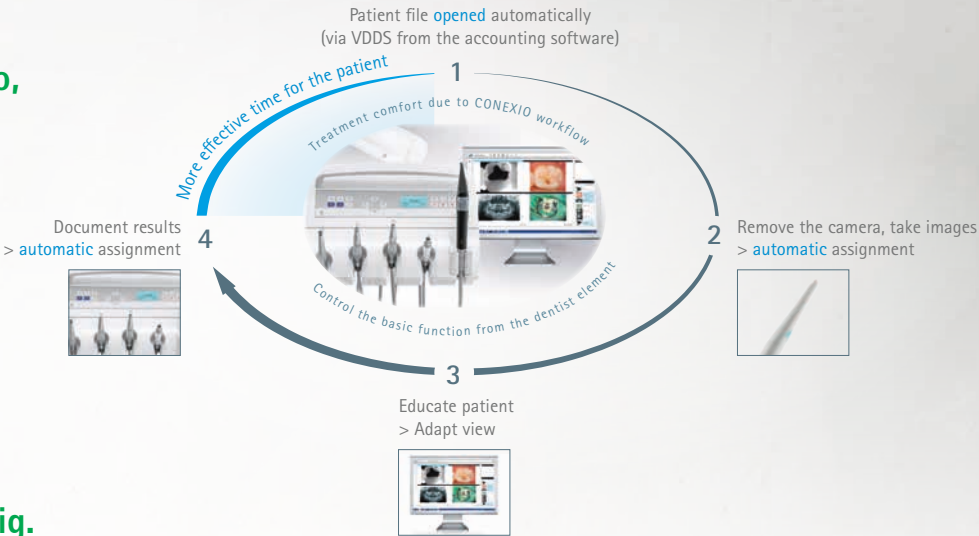 Patient file opened automatically
(via VDDS from the accounting software)
o,
More effective time for the patient
1
Treatment comfort due to CONEXIO workflow
Document results
> automatic assignment
4
2
Remove the camera, take images
> automatic assignment
Control the basic function from the dentist element
3
Educate patient
> Adapt view
ig.